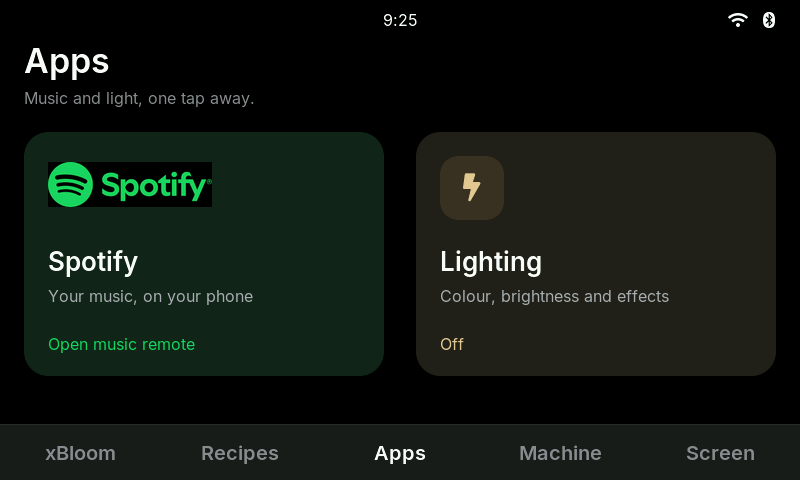 9:25
Apps
Music and light, one tap away.
Spotify®
Spotify
Your music, on your phone
Open music remote
Lighting
Colour, brightness and effects
Off
xBloom Recipes Apps Machine Screen